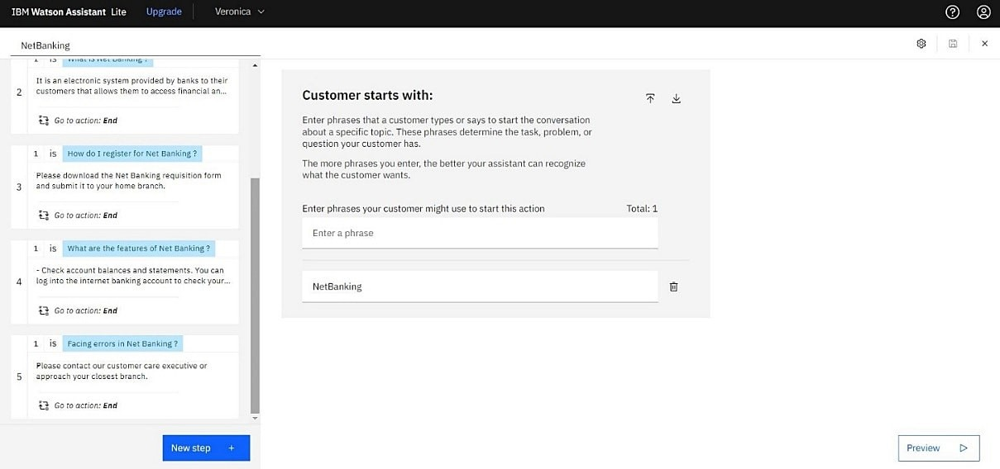 IBM Watson Assistant Lite Upgrade Veronica
NetBanking
1 is What is Net Banking ?
2
It is an electronic system provided by banks to their
customers that allows them to access financial an...
Go to action: End
1 is How do I register for Net Banking ?
3
Please download the Net Banking requisition form
and submit it to your home branch.
Go to action: End
1 is What are the features of Net Banking ?
4
- Check account balances and statements. You can
log into the internet banking account to check your...
Go to action: End
1 is Facing errors in Net Banking ?
5
Please contact our customer care executive or
approach your closest branch.
Go to action: End
New step +
Customer starts with:
Enter phrases that a customer types or says to start the conversation
about a specific topic. These phrases determine the task, problem, or
question your customer has.
The more phrases you enter, the better your assistant can recognize
what the customer wants.
Enter phrases your customer might use to start this action Total: 1
Enter a phrase
NetBanking
Preview